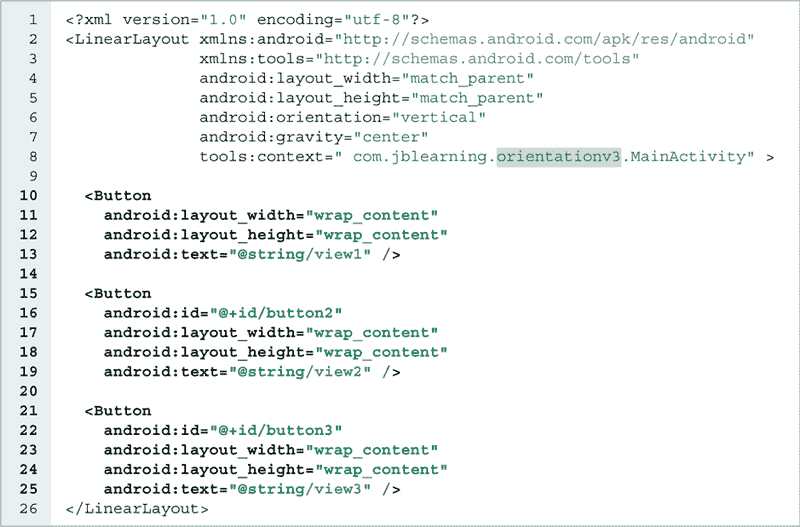 1 <?xml version="1.0" encoding="utf-8"?>
2 <LinearLayout xmlns:android="http://schemas.android.com/apk/res/android"
3 xmlns:tools="http://schemas.android.com/tools"
4 android:layout_width="match_parent"
5 android:layout_height="match_parent"
6 android:orientation="vertical"
7 android:gravity="center"
8 tools:context=" com.jblearning.orientationv3.MainActivity" >
9
10 <Button
11 android:layout_width="wrap_content"
12 android:layout_height="wrap_content"
13 android:text="@string/view1" />
14
15 <Button
16 android:id="@+id/button2"
17 android:layout_width="wrap_content"
18 android:layout_height="wrap_content"
19 android:text="@string/view2" />
20
21 <Button
22 android:id="@+id/button3"
23 android:layout_width="wrap_content"
24 android:layout_height="wrap_content"
25 android:text="@string/view3" />
26 </LinearLayout>